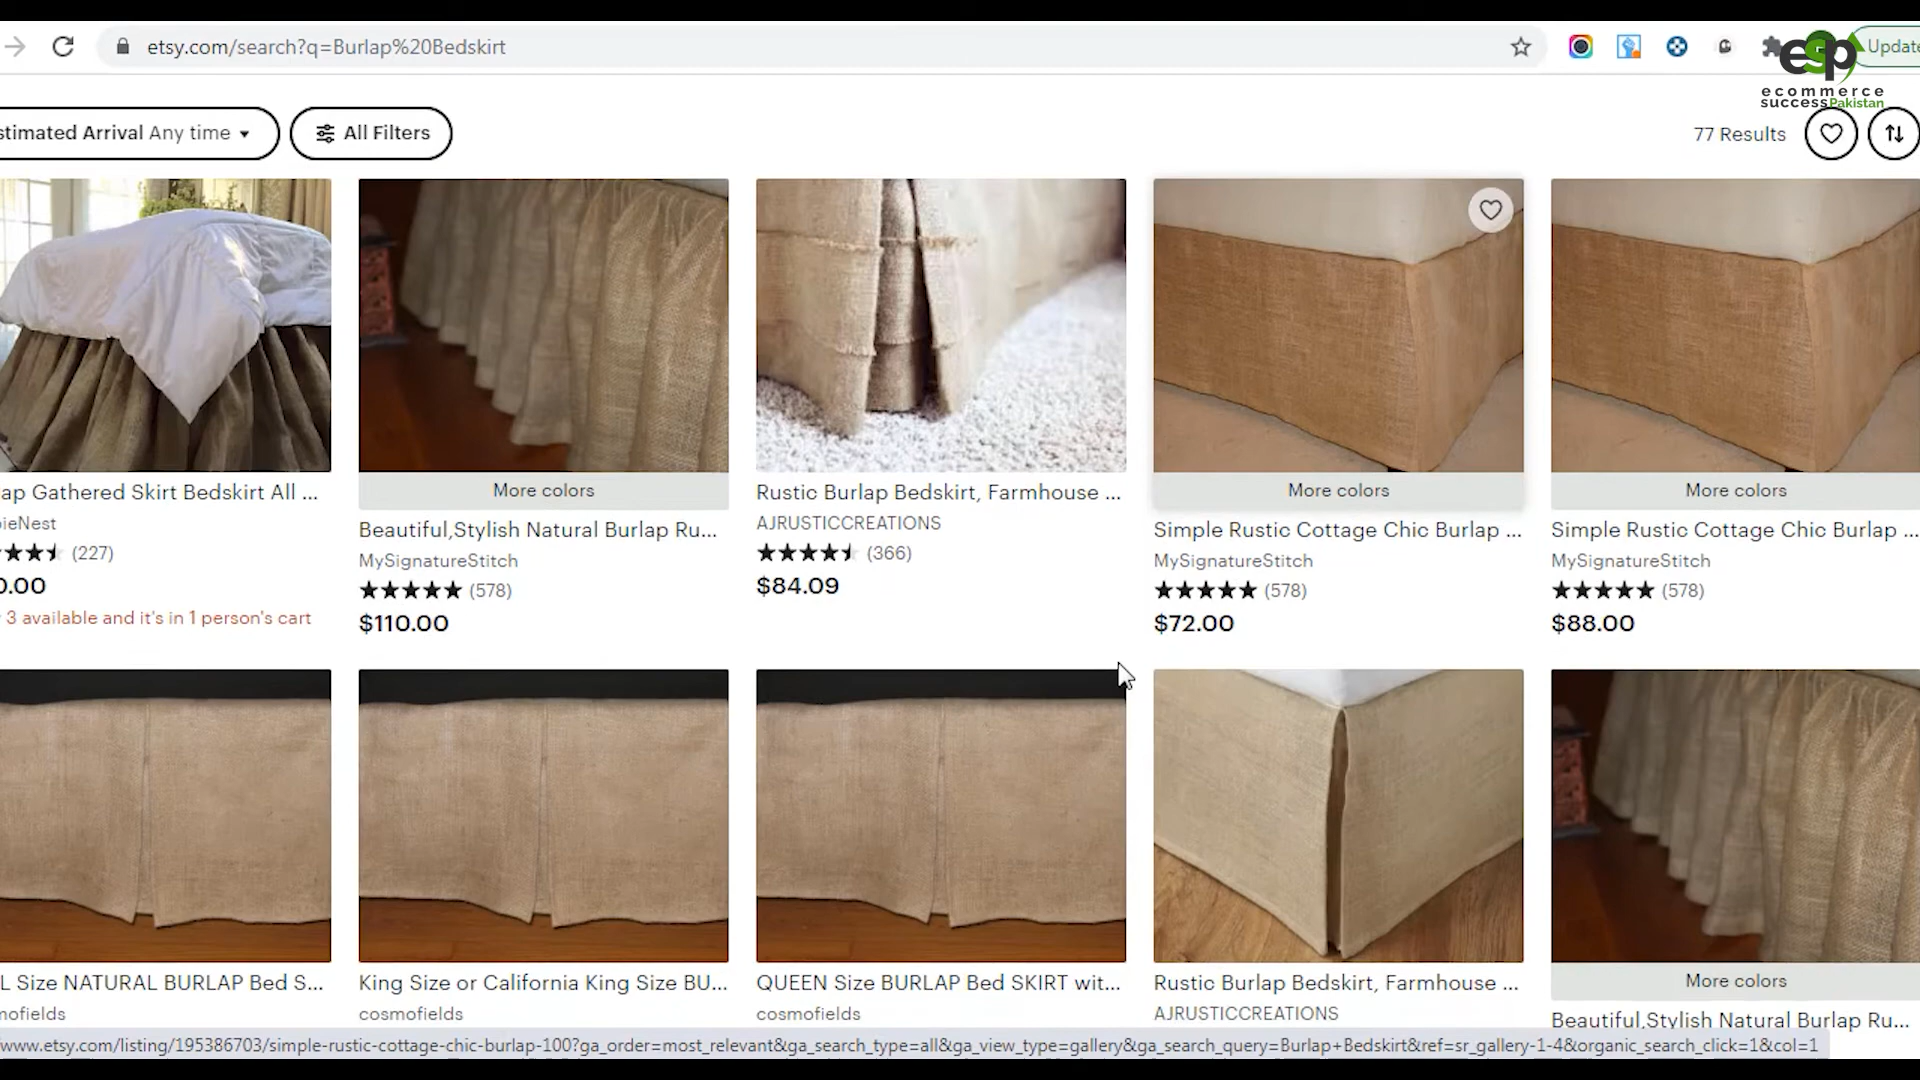 etsy.com/search?q=Burlap%20Bedskirt
Update
esp
ecommerce
success Pakistan
stimated Arrival Any time
All Filters
77 Results
ap Gathered Skirt Bedskirt All ...
ieNest
(227)
0.00
3 available and it's in 1 person's cart
More colors
Beautiful,Stylish Natural Burlap Ru...
MySignatureStitch
(578)
$110.00
Rustic Burlap Bedskirt, Farmhouse ...
AJRUSTICCREATIONS
(366)
$84.09
More colors
Simple Rustic Cottage Chic Burlap ...
MySignatureStitch
(578)
$72.00
More colors
Simple Rustic Cottage Chic Burlap ...
MySignatureStitch
(578)
$88.00
L Size NATURAL BURLAP Bed S...
mofields
King Size or California King Size BU...
cosmofields
QUEEN Size BURLAP Bed SKIRT wit...
cosmofields
Rustic Burlap Bedskirt, Farmhouse ...
AJRUSTICCREATIONS
More colors
Beautiful,Stylish Natural Burlap Ru...
www.etsy.com/listing/195386703/simple-rustic-cottage-chic-burlap-100?ga_order=most_relevant&ga_search_type=all&ga_view_type=gallery&ga_search_query=Burlap+Bedskirt&ref=sr_gallery-1-4&organic_search_click=1&col=1